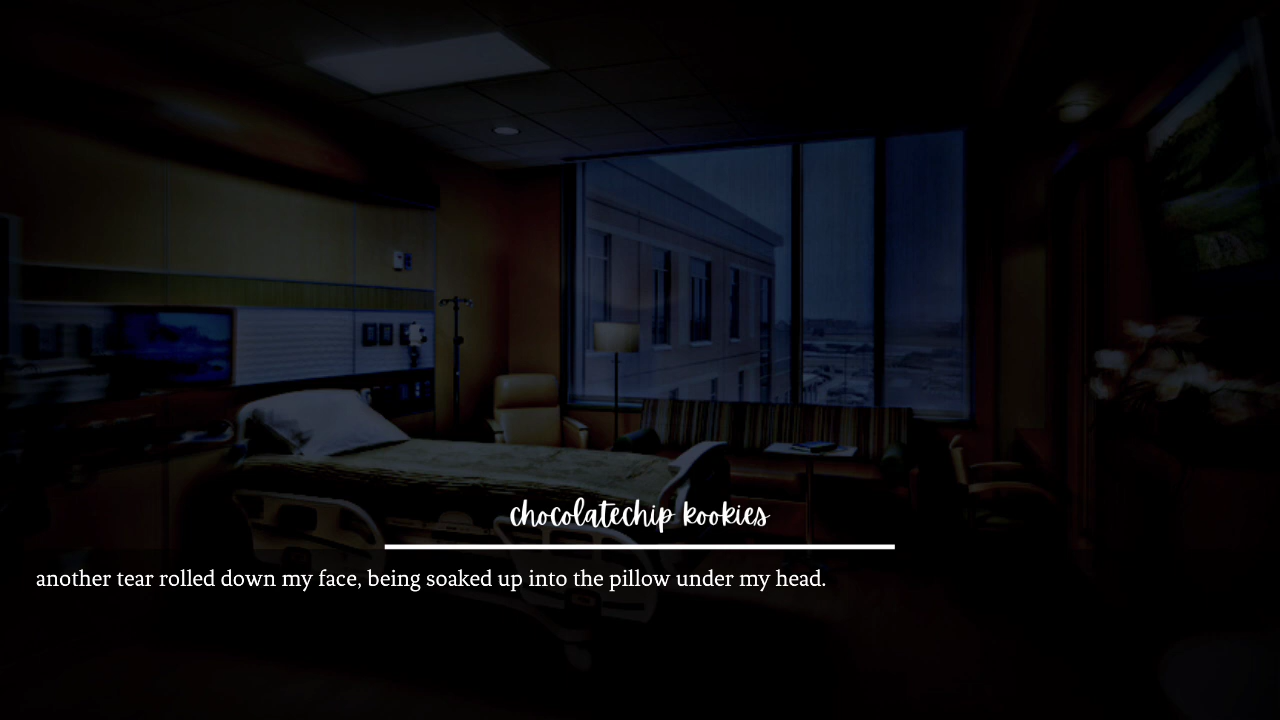 chocolatechip kookies
another tear rolled down my face, being soaked up into the pillow under my head.